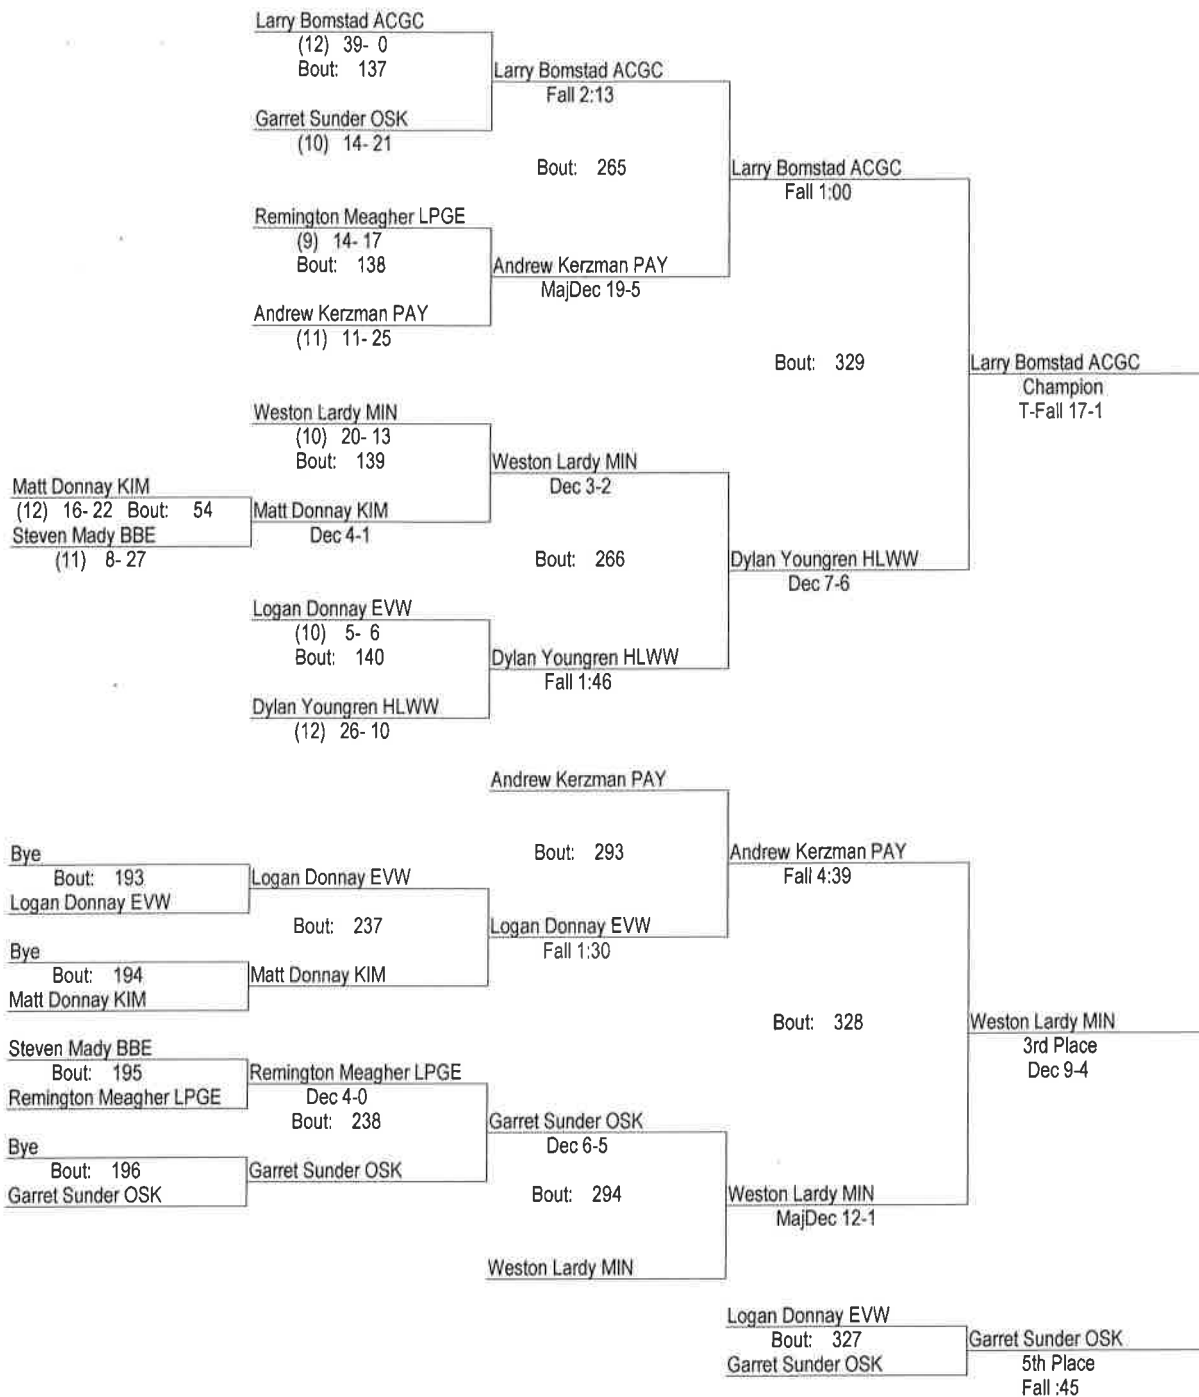 Larry Bomstad ACGC
(12) 39- 0
Bout: 137
Larry Bomstad ACGC
Fall 2:13
Garret Sunder OSK
(10) 14- 21
Bout: 265
Larry Bomstad ACGC
Fall 1:00
Remington Meagher LPGE
(9) 14- 17
Bout: 138
Andrew Kerzman PAY
MajDec 19-5
Andrew Kerzman PAY
(11) 11- 25
Bout: 329
Larry Bomstad ACGC
Champion
T-Fall 17-1
Weston Lardy MIN
(10) 20- 13
Bout: 139
Weston Lardy MIN
Dec 3-2
Matt Donnay KIM
(12) 16- 22 Bout: 54
Matt Donnay KIM
Dec 4-1
Steven Mady BBE
(11) 8- 27
Bout: 266
Dylan Youngren HLWW
Dec 7-6
Logan Donnay EVW
(10) 5- 6
Bout: 140
Dylan Youngren HLWW
Fall 1:46
Dylan Youngren HLWW
(12) 26- 10
Andrew Kerzman PAY
Bout: 293
Andrew Kerzman PAY
Fall 4:39
Bye
Bout: 193
Logan Donnay EVW
Logan Donnay EVW
Bout: 237
Logan Donnay EVW
Fall 1:30
Bye
Bout: 194
Matt Donnay KIM
Matt Donnay KIM
Bout: 328
Weston Lardy MIN
3rd Place
Dec 9-4
Steven Mady BBE
Bout: 195
Remington Meagher LPGE
Remington Meagher LPGE
Dec 4-0
Bout: 238
Garret Sunder OSK
Dec 6-5
Bye
Bout: 196
Garret Sunder OSK
Garret Sunder OSK
Bout: 294
Weston Lardy MIN
MajDec 12-1
Weston Lardy MIN
Logan Donnay EVW
Bout: 327
Garret Sunder OSK
Garret Sunder OSK
5th Place
Fall :45